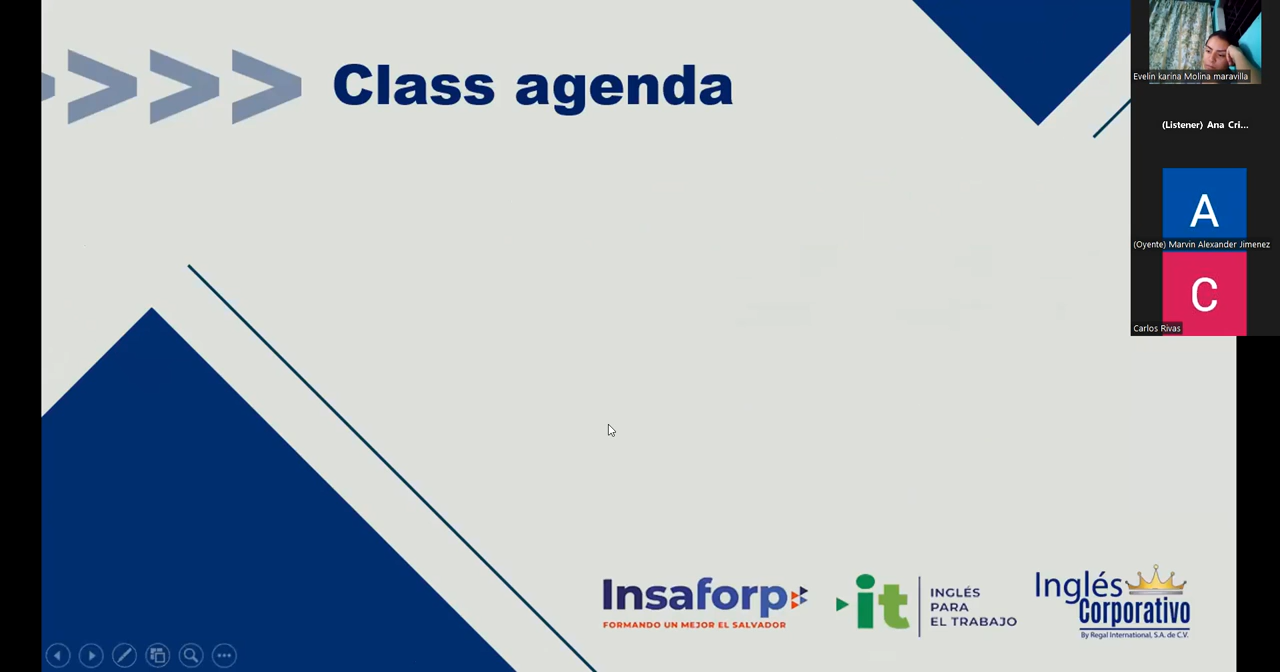 Class agenda
Evelin karina Molina maravilla
(Listener) Ana Cri...
A
(Oyente) Marvin Alexander Jimenez
C
Carlos Rivas
Insaforp
FORMANDO UN MEJOR EL SALVADOR
it
INGLÉS
PARA
EL TRABAJO
Inglés
Corporativo
By Regal International, S.A. de C.V.